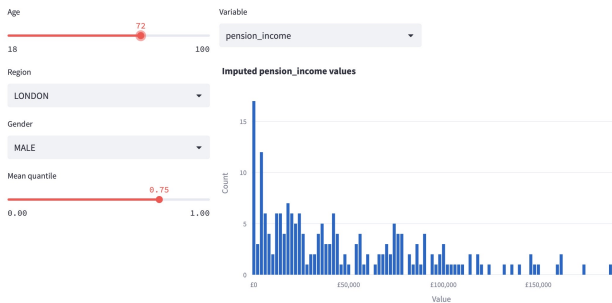 Age
72
18 100
Region
LONDON
Gender
MALE
Mean quantile
0.75
0.00 1.00
Variable
pension_income
Imputed pension_income values
15
10
5
0
Count
£0 £50,000 £100,000 £150,000
Value